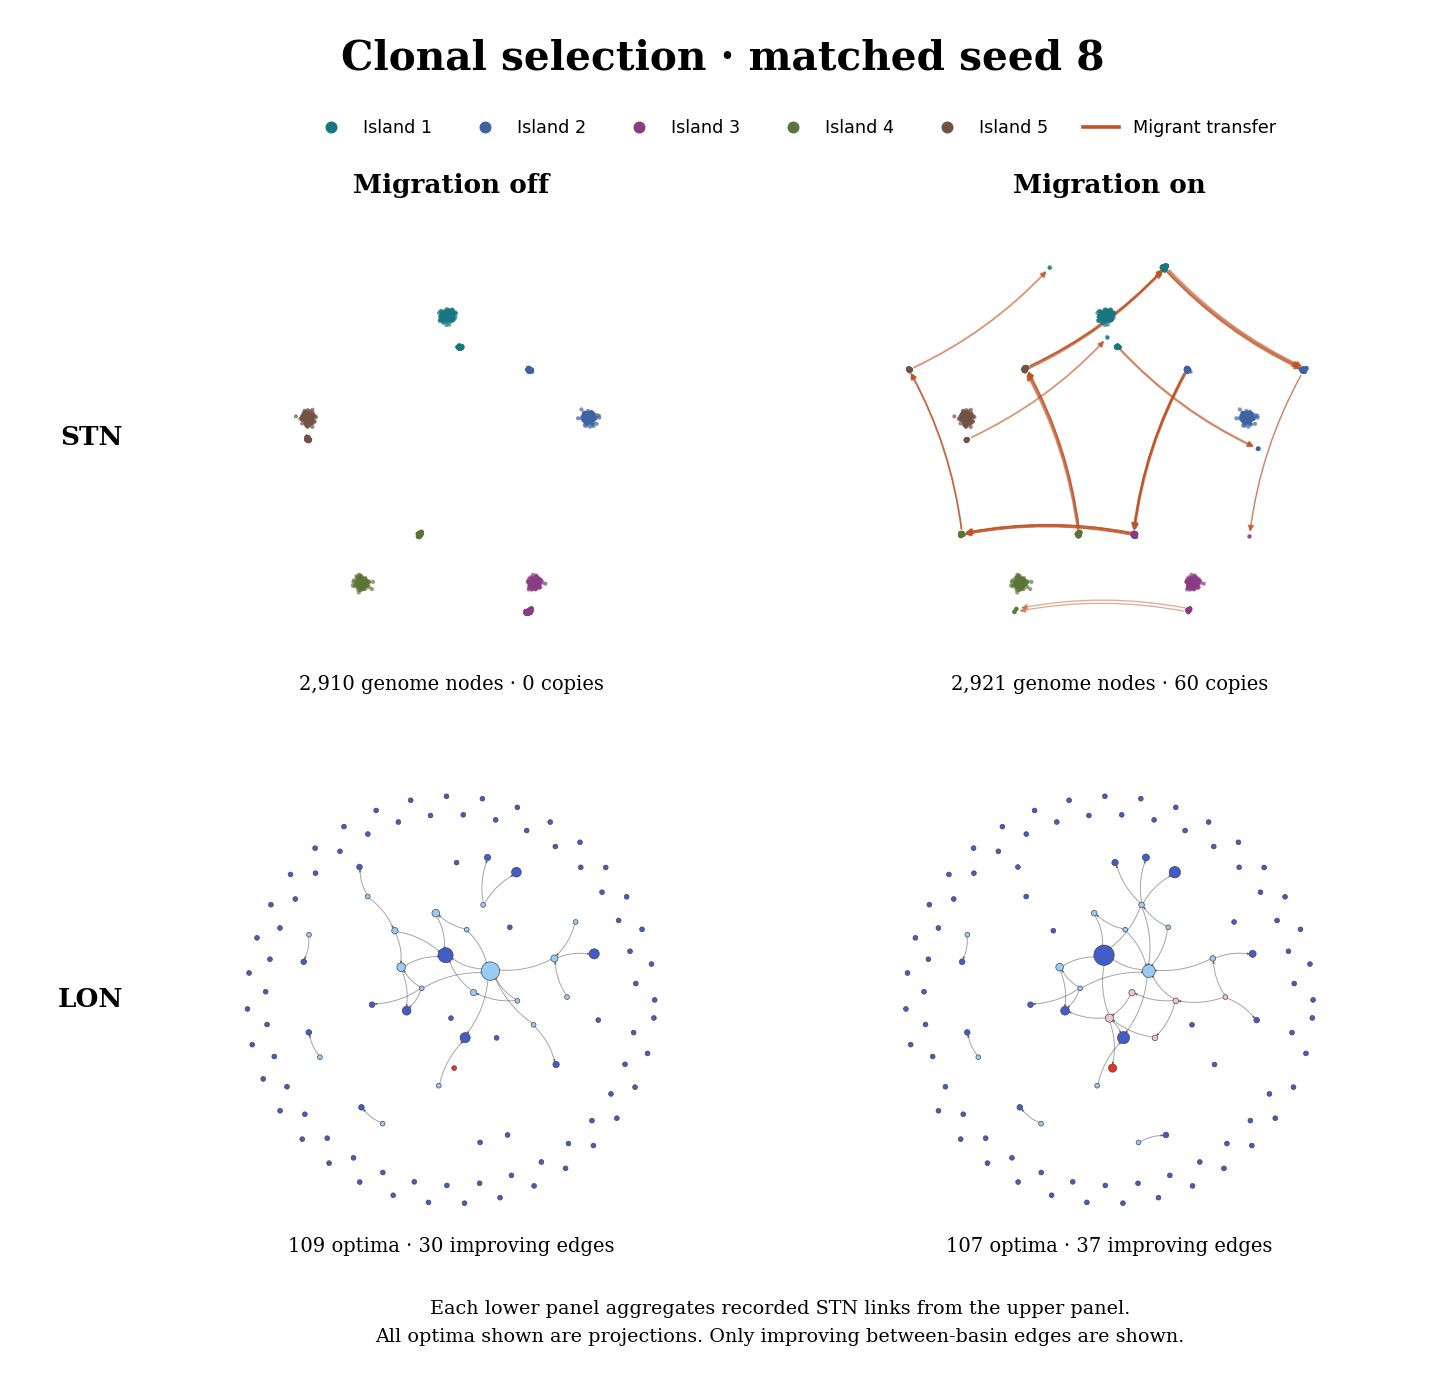 Clonal selection · matched seed 8
Island 1 Island 2 Island 3 Island 4 Island 5 Migrant transfer
Migration off Migration on
STN
2,910 genome nodes · 0 copies 2,921 genome nodes · 60 copies
LON
109 optima · 30 improving edges 107 optima · 37 improving edges
Each lower panel aggregates recorded STN links from the upper panel.
All optima shown are projections. Only improving between-basin edges are shown.